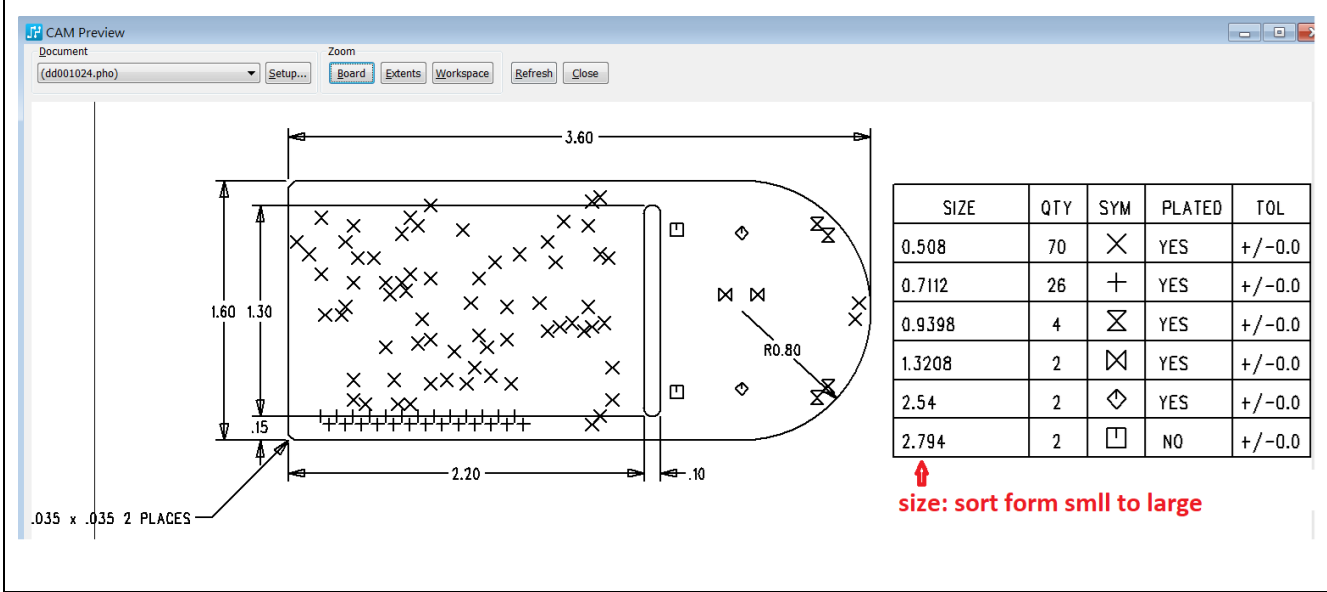 CAM Preview
Document
Zoom
(dd001024.pho)
Setup...
Board
Extents
Workspace
Refresh
Close
3.60
1.60
1.30
R0.80
.15
2.20
.10
.035 x .035 2 PLACES
SIZE QTY SYM PLATED TOL
0.508 70 YES +/-0.0
0.7112 26 YES +/-0.0
0.9398 4 YES +/-0.0
1.3208 2 YES +/-0.0
2.54 2 YES +/-0.0
2.794 2 NO +/-0.0
size: sort form smll to large